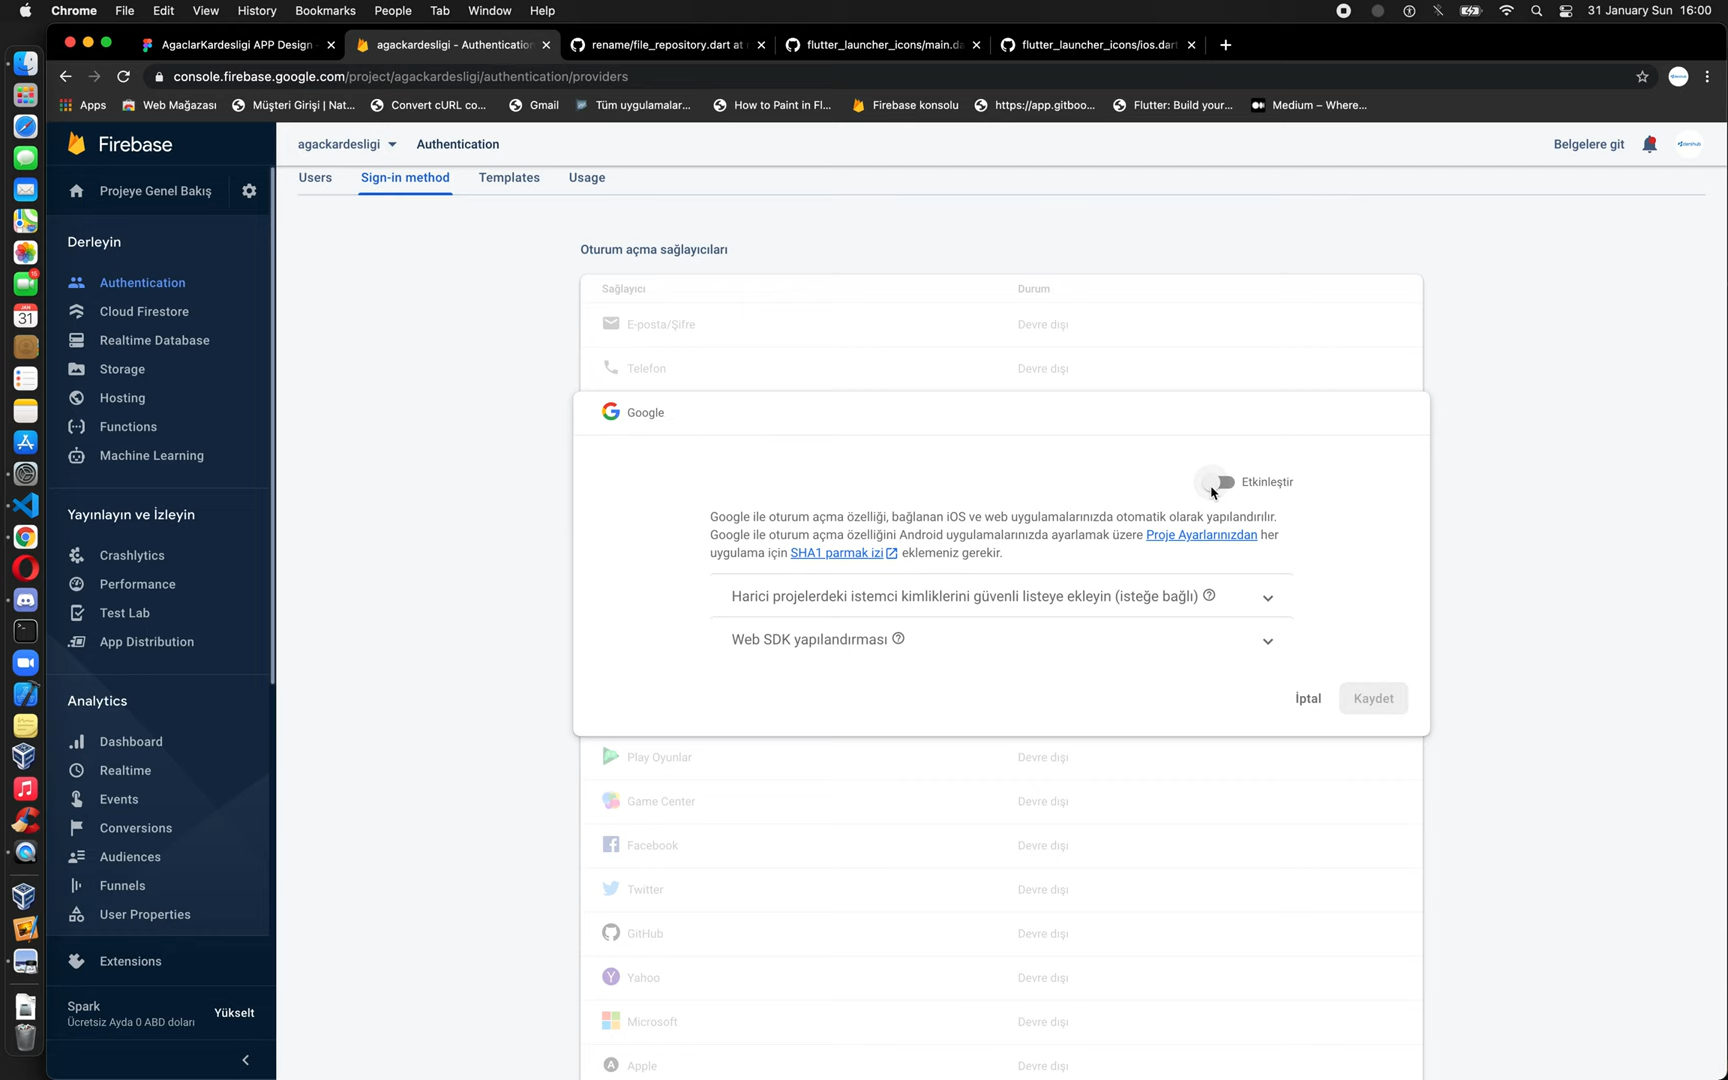 Chrome File Edit View History Bookmarks People Tab Window Help 31 January Sun 16:00
AgaclarKardesligi APP Design agackardesligi - Authentication rename/file_repository.dart at flutter_launcher_icons/main.da flutter_launcher_icons/ios.dar
console.firebase.google.com/project/agackardesligi/authentication/providers
Apps Web Mağazası Müşteri Girişi | Nat... Convert cURL co... Gmail Tüm uygulamalar... How to Paint in Fl... Firebase konsolu https://app.gitboo... Flutter: Build your... Medium – Where...
Firebase
agackardesligi Authentication Belgelere git
Users Sign-in method Templates Usage
Projeye Genel Bakış
Derleyin
Authentication
Cloud Firestore
Realtime Database
Storage
Hosting
Functions
Machine Learning
Yayınlayın ve İzleyin
Crashlytics
Performance
Test Lab
App Distribution
Analytics
Dashboard
Realtime
Events
Conversions
Audiences
Funnels
User Properties
Extensions
Spark
Ücretsiz Ayda 0 ABD doları
Yükselt
Oturum açma sağlayıcıları
Sağlayıcı Durum
E-posta/Şifre Devre dışı
Telefon Devre dışı
Google
Etkinleştir
Google ile oturum açma özelliği, bağlanan iOS ve web uygulamalarınızda otomatik olarak yapılandırılır.
Google ile oturum açma özelliğini Android uygulamalarınızda ayarlamak üzere Proje Ayarlarınızdan her
uygulama için SHA1 parmak izi eklemeniz gerekir.
Harici projelerdeki istemci kimliklerini güvenli listeye ekleyin (isteğe bağlı)
Web SDK yapılandırması
İptal Kaydet
Play Oyunlar Devre dışı
Game Center Devre dışı
Facebook Devre dışı
Twitter Devre dışı
GitHub Devre dışı
Yahoo Devre dışı
Microsoft Devre dışı
Apple Devre dışı